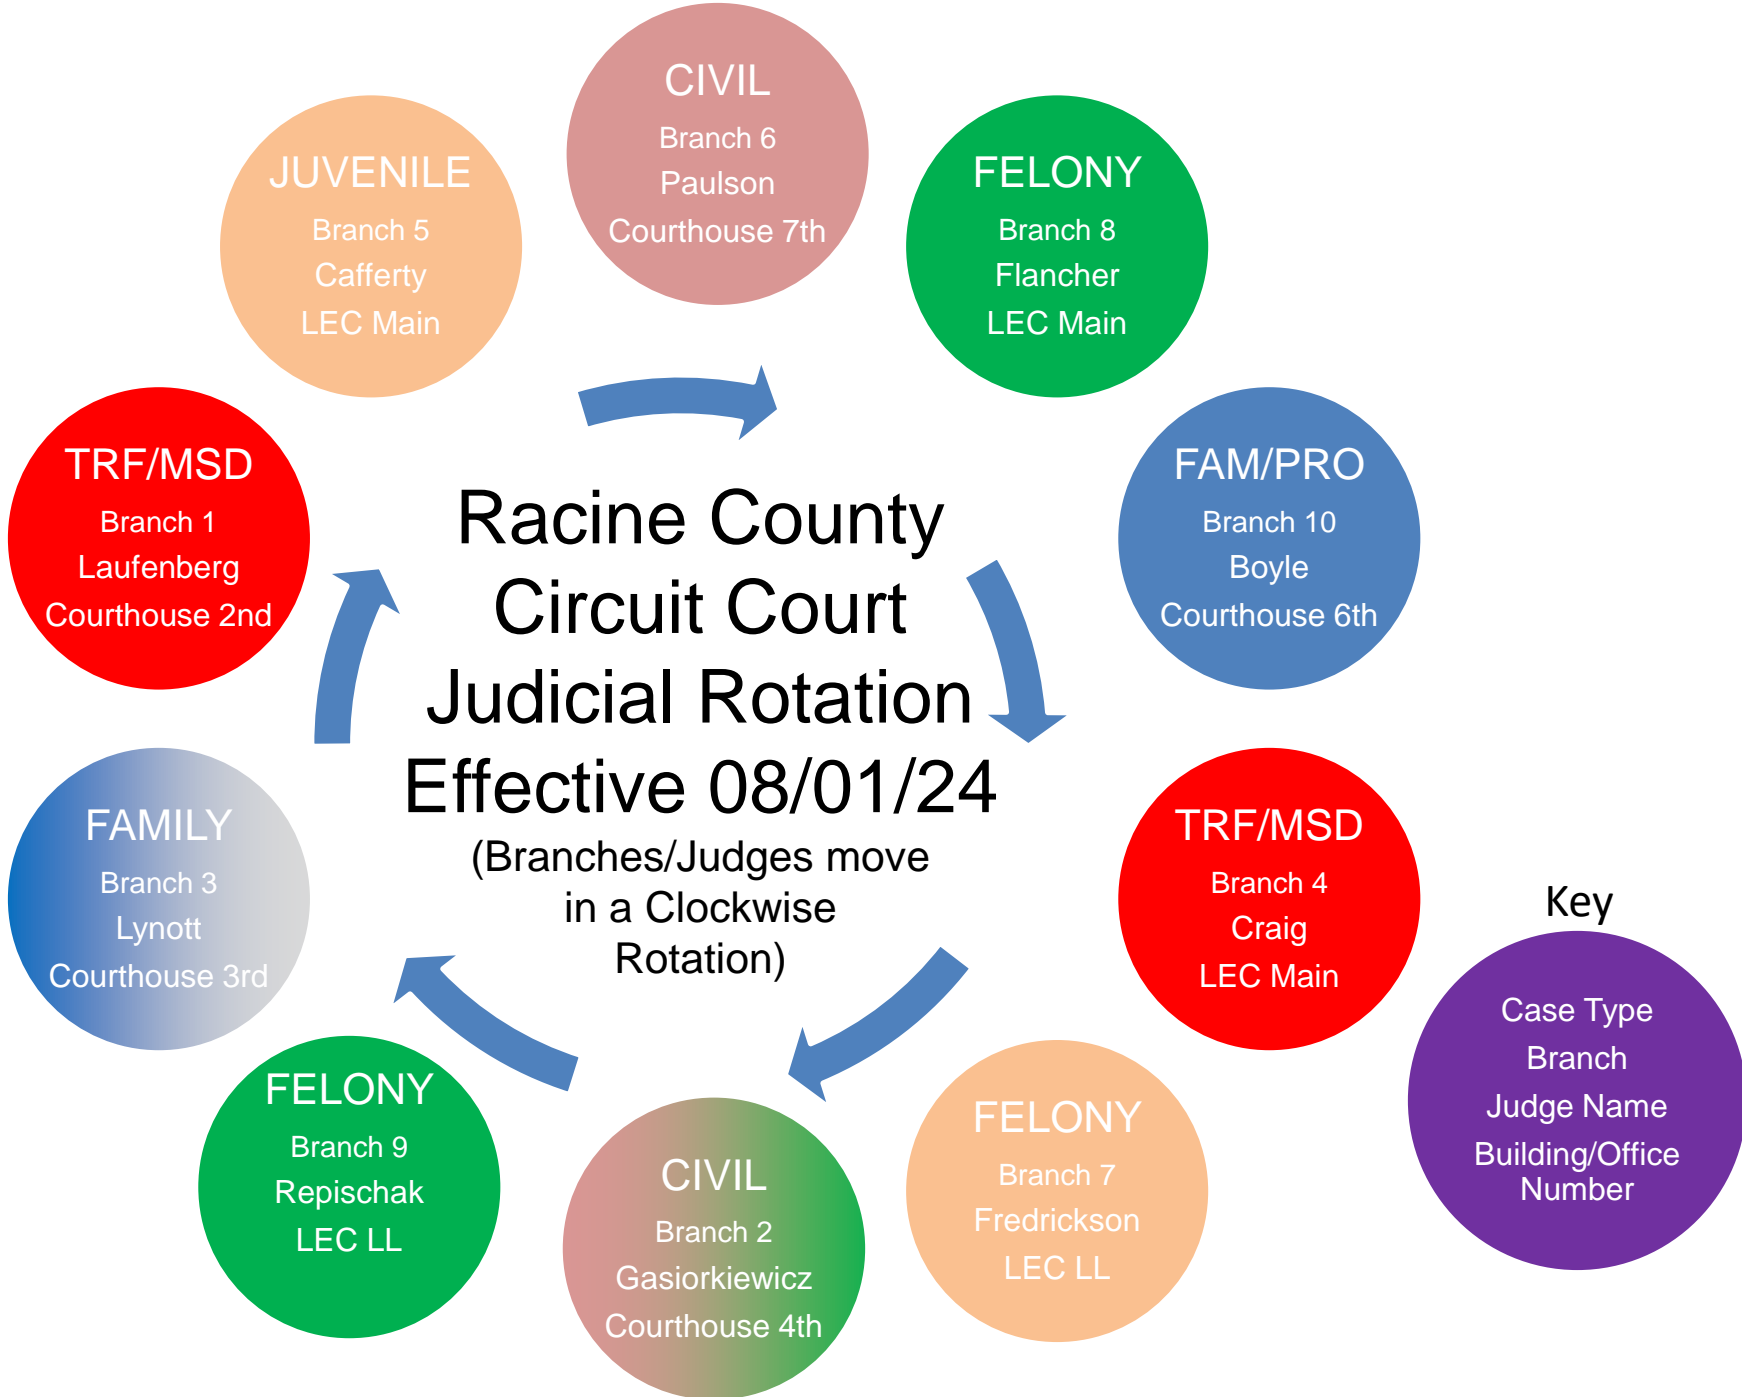 CIVIL
Branch 6
Paulson
Courthouse 7th
FELONY
Branch 8
Flancher
LEC Main
FAM/PRO
Branch 10
Boyle
Courthouse 6th
TRF/MSD
Branch 4
Craig
LEC Main
FELONY
Branch 7
Fredrickson
LEC LL
CIVIL
Branch 2
Gasiorkiewicz
Courthouse 4th
FELONY
Branch 9
Repischak
LEC LL
FAMILY
Branch 3
Lynott
Courthouse 3rd
TRF/MSD
Branch 1
Laufenberg
Courthouse 2nd
JUVENILE
Branch 5
Cafferty
LEC Main
Racine County
Circuit Court
Judicial Rotation
Effective 08/01/24
(Branches/Judges move
in a Clockwise
Rotation)
Key
Case Type
Branch
Judge Name
Building/Office
Number